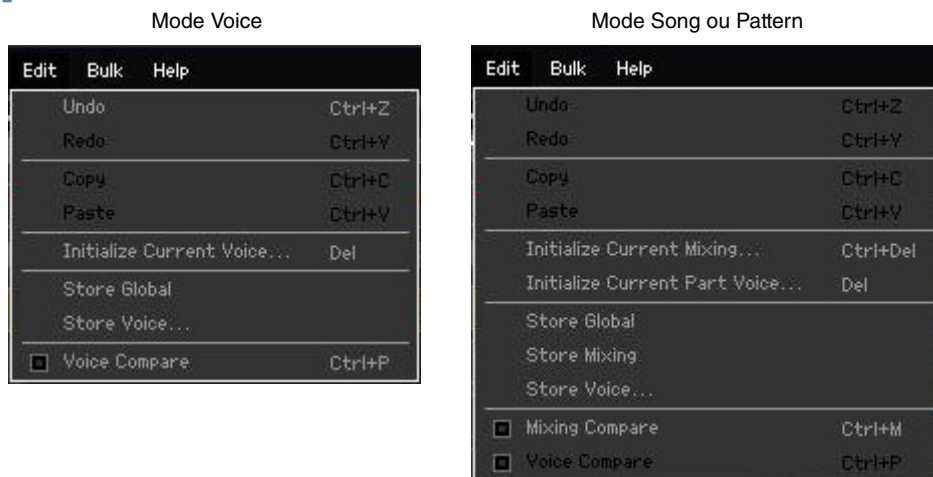 Mode Voice
Edit Bulk Help
Undo Ctrl+Z
Redo Ctrl+Y
Copy Ctrl+C
Paste Ctrl+V
Initialize Current Voice... Del
Store Global
Store Voice...
Voice Compare Ctrl+P
Mode Song ou Pattern
Edit Bulk Help
Undo Ctrl+Z
Redo Ctrl+Y
Copy Ctrl+C
Paste Ctrl+V
Initialize Current Mixing... Ctrl+Del
Initialize Current Part Voice... Del
Store Global
Store Mixing
Store Voice...
Mixing Compare Ctrl+M
Voice Compare Ctrl+P